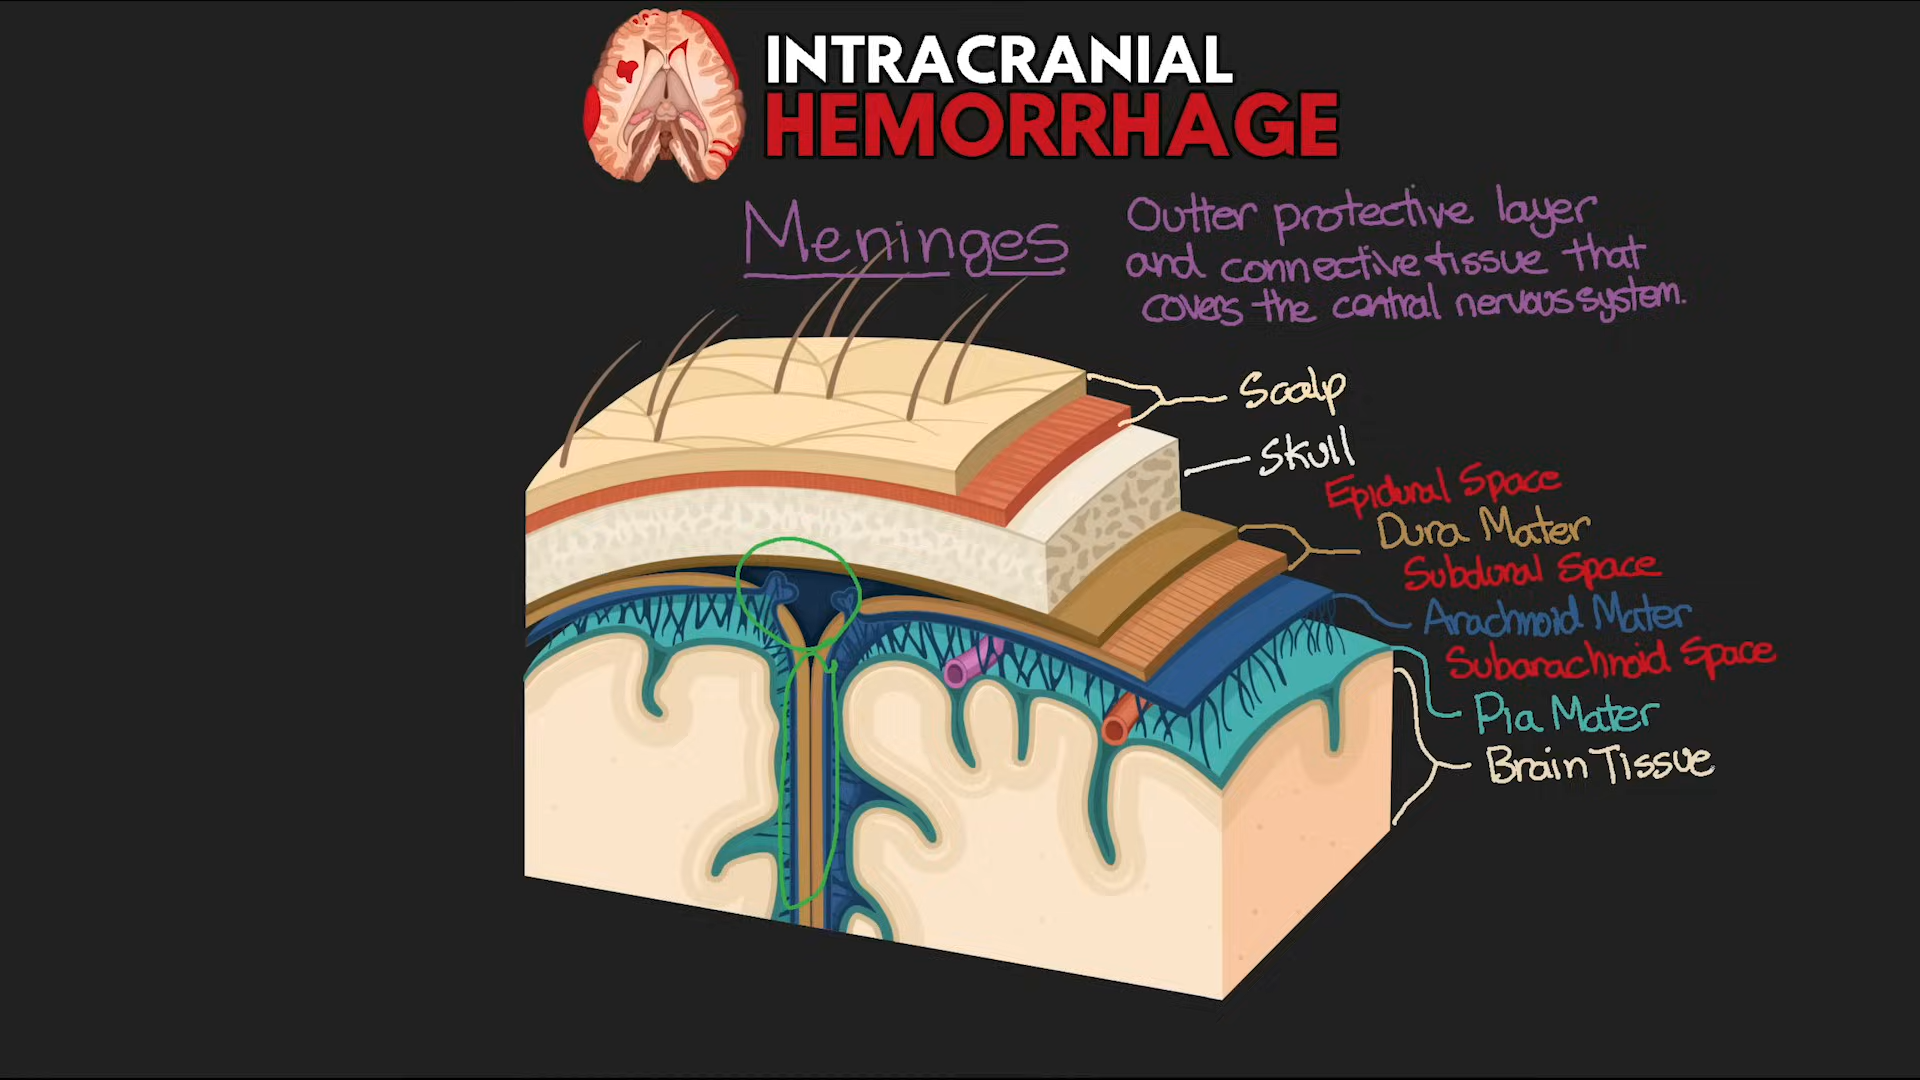 INTRACRANIAL
HEMORRHAGE
Meninges
Outter protective layer
and connective tissue that
covers the central nervous system.
Scalp
Skull
Epidural Space
Dura Mater
Subdural Space
Arachnoid Mater
Subarachnoid Space
Pia Mater
Brain Tissue